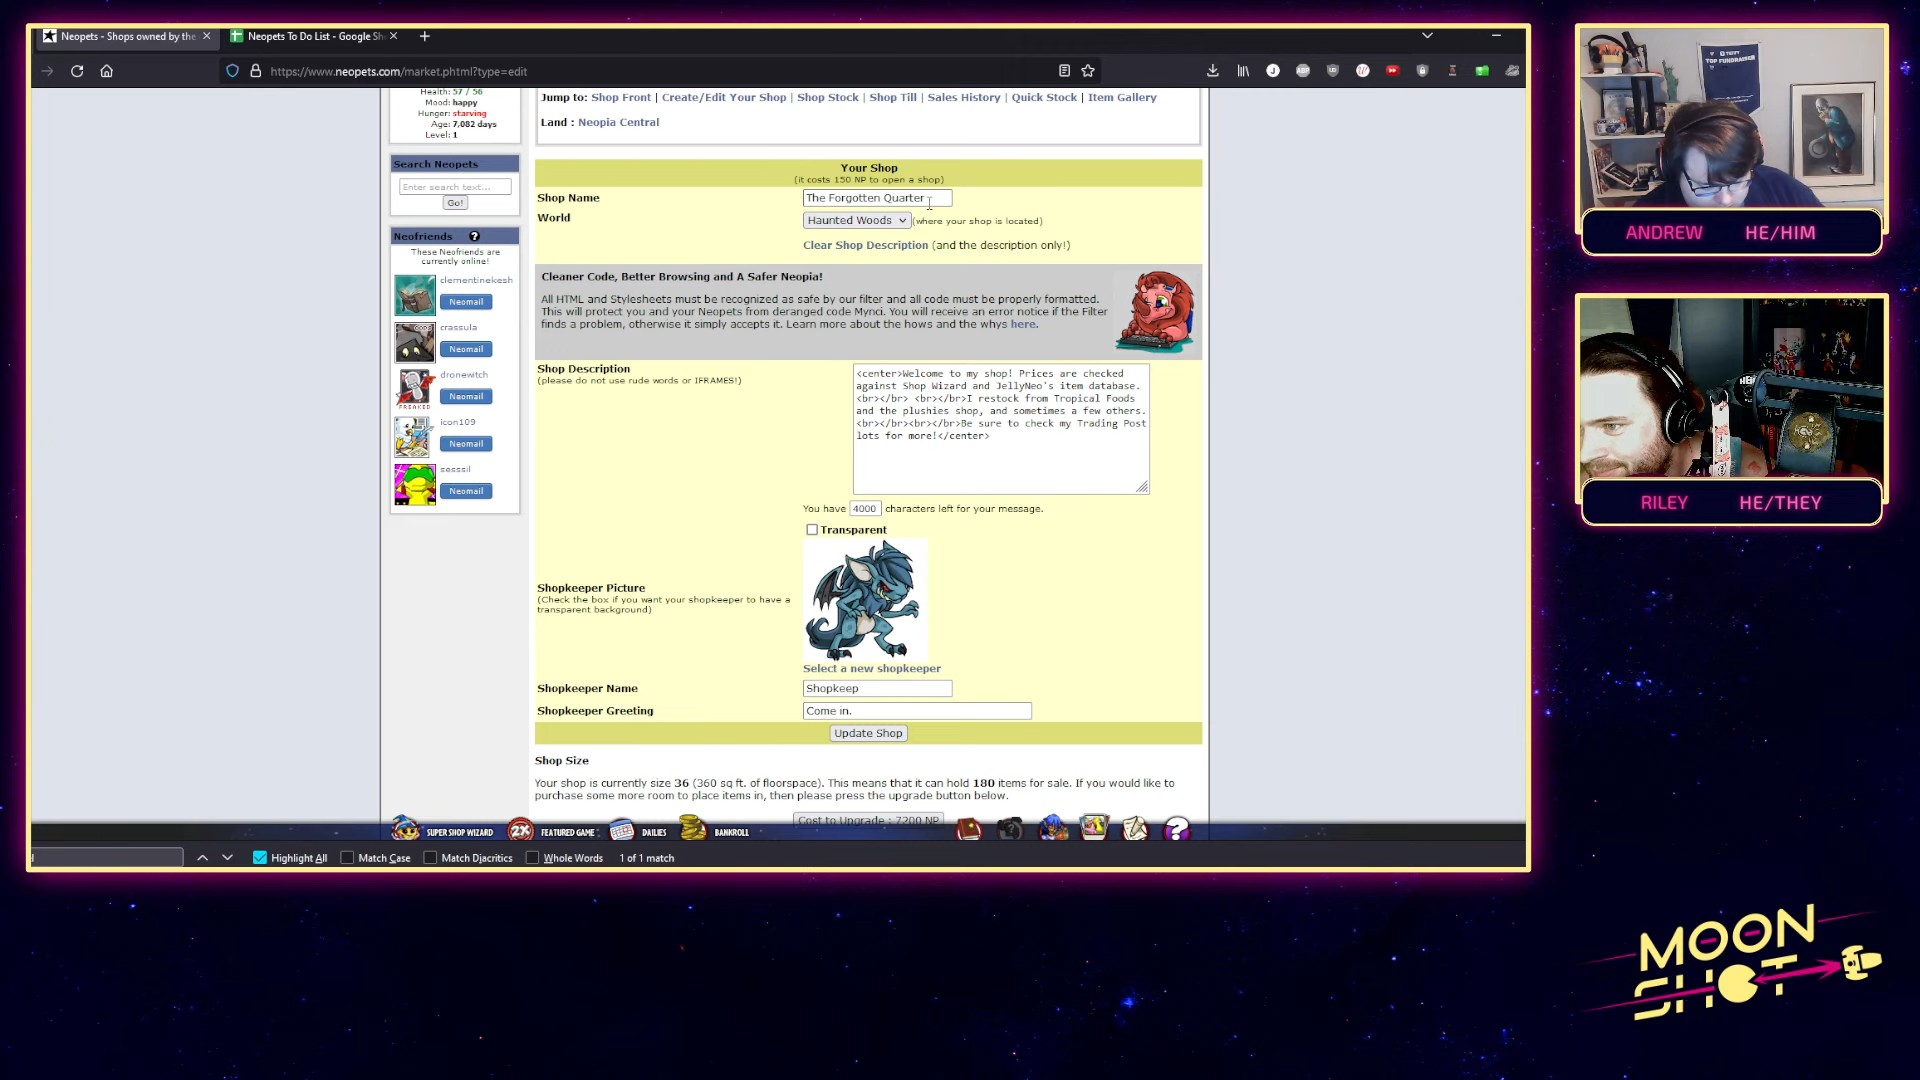 Neopets - Shops owned by the
Neopets To Do List - Google Sh
https://www.neopets.com/market.phtml?type=edit
Health: 57 / 56
Mood: happy
Hunger: starving
Age: 7,082 days
Level: 1
Search Neopets
Enter search text...
Go!
Neofriends
These Neofriends are
currently online!
clementinekesh
Neomail
crassula
Neomail
dronewitch
Neomail
icon109
Neomail
sesssil
Neomail
Jump to: Shop Front | Create/Edit Your Shop | Shop Stock | Shop Till | Sales History | Quick Stock | Item Gallery
Land : Neopia Central
Your Shop
(it costs 150 NP to open a shop)
Shop Name The Forgotten Quarter
World Haunted Woods (where your shop is located)
Clear Shop Description (and the description only!)
Cleaner Code, Better Browsing and A Safer Neopia!
All HTML and Stylesheets must be recognized as safe by our filter and all code must be properly formatted.
This will protect you and your Neopets from deranged code Mynci. You will receive an error notice if the Filter
finds a problem, otherwise it simply accepts it. Learn more about the hows and the whys here.
Shop Description
(please do not use rude words or IFRAMES!)
<center>Welcome to my shop! Prices are checked
against Shop Wizard and JellyNeo's item database.
<br></br> <br></br>I restock from Tropical Foods
and the plushies shop, and sometimes a few others.
<br></br><br></br>Be sure to check my Trading Post
lots for more!</center>
You have 4000 characters left for your message.
Transparent
Shopkeeper Picture
(Check the box if you want your shopkeeper to have a
transparent background)
Select a new shopkeeper
Shopkeeper Name Shopkeep
Shopkeeper Greeting Come in.
Update Shop
Shop Size
Your shop is currently size 36 (360 sq ft. of floorspace). This means that it can hold 180 items for sale. If you would like to
purchase some more room to place items in, then please press the upgrade button below.
Cost to Upgrade : 7200 NP
SUPER SHOP WIZARD
2X FEATURED GAME
DAILIES
BANKROLL
Highlight All
Match Case
Match Diacritics
Whole Words
1 of 1 match
TOP FUNDRAISER
ANDREW HE/HIM
RILEY HE/THEY
MOON
SHOT